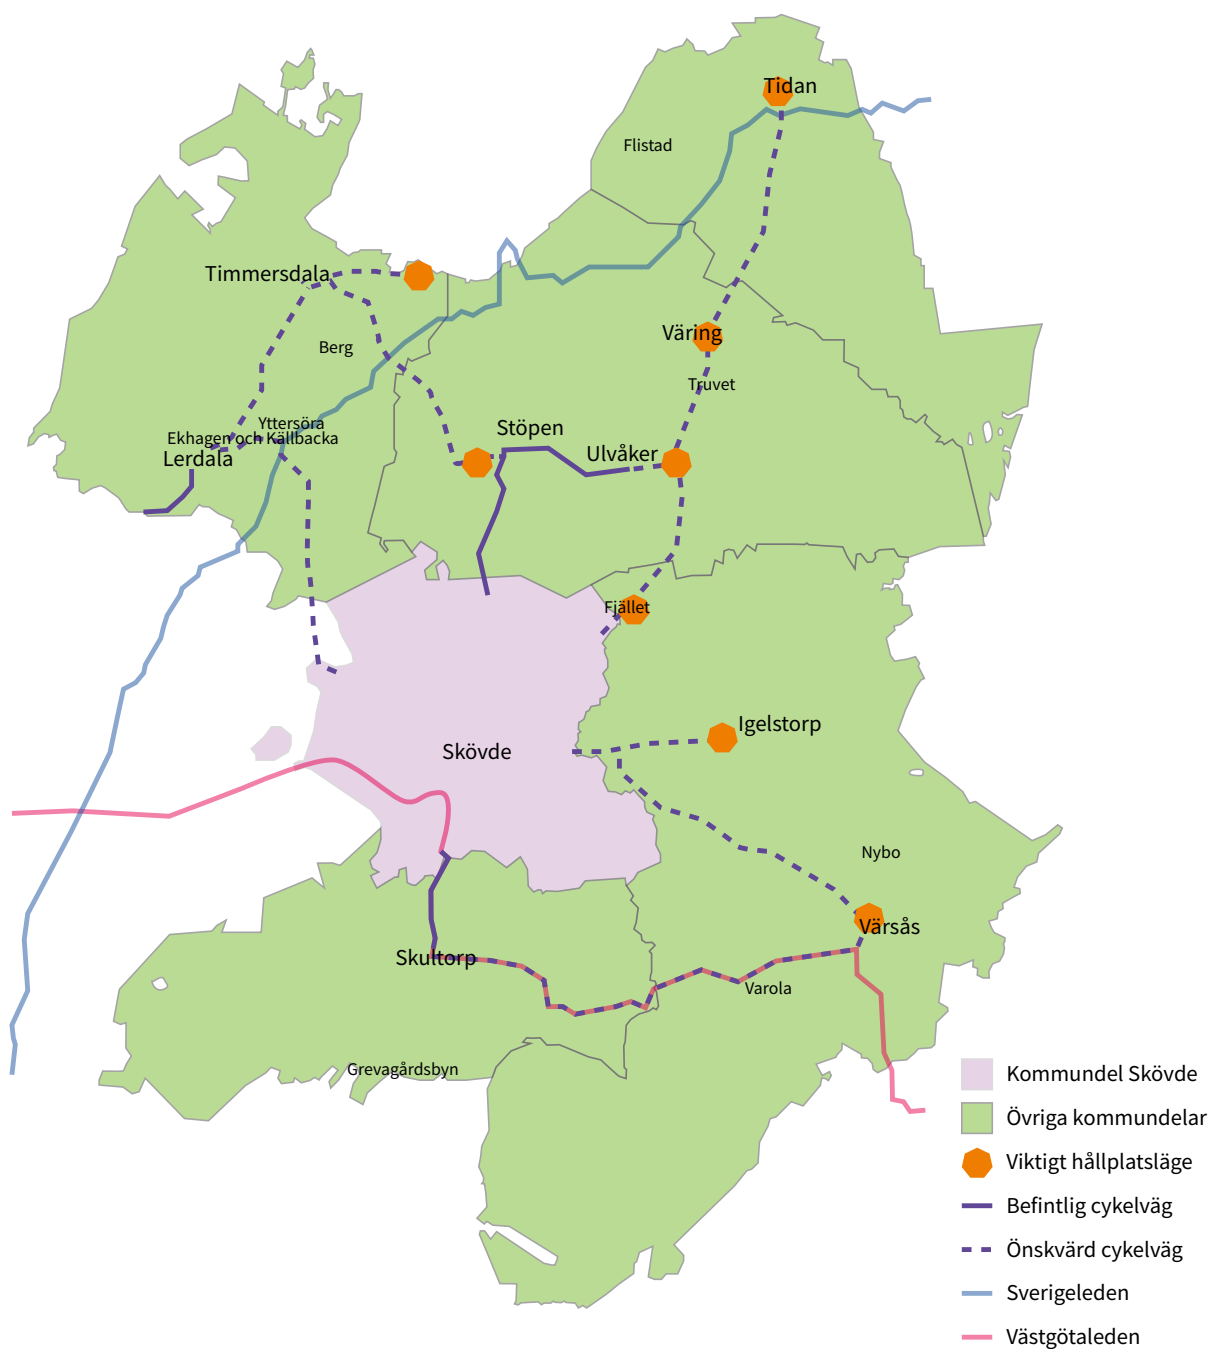 Tidan
Flistad
Timmersdala
Väring
Berg
Truvet
Yttersöra
Stöpen
Ekhagen och Källbacka
Ulvåker
Lerdala
Fjället
Igelstorp
Skövde
Nybo
Värsås
Skultorp
Varola
Grevagårdsbyn
Kommundel Skövde
Övriga kommundelar
Viktigt hållplatsläge
Befintlig cykelväg
Önskvärd cykelväg
Sverigeleden
Västgötaleden